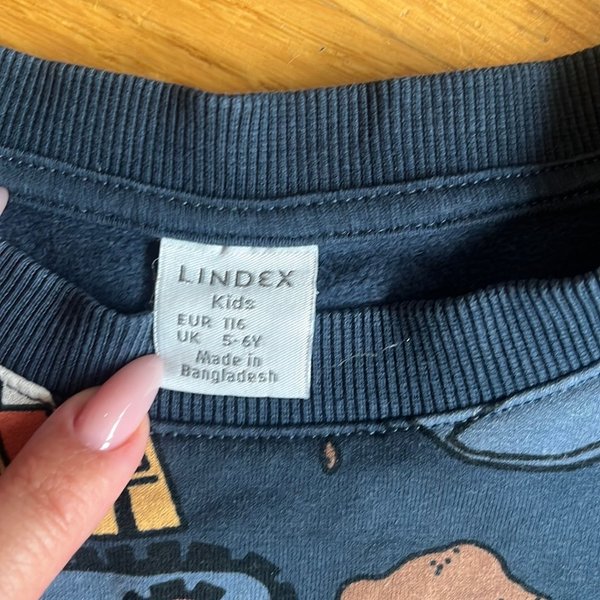 LINDEX
Kids
EUR 116
UK 5-6Y
Made in
Bangladesh